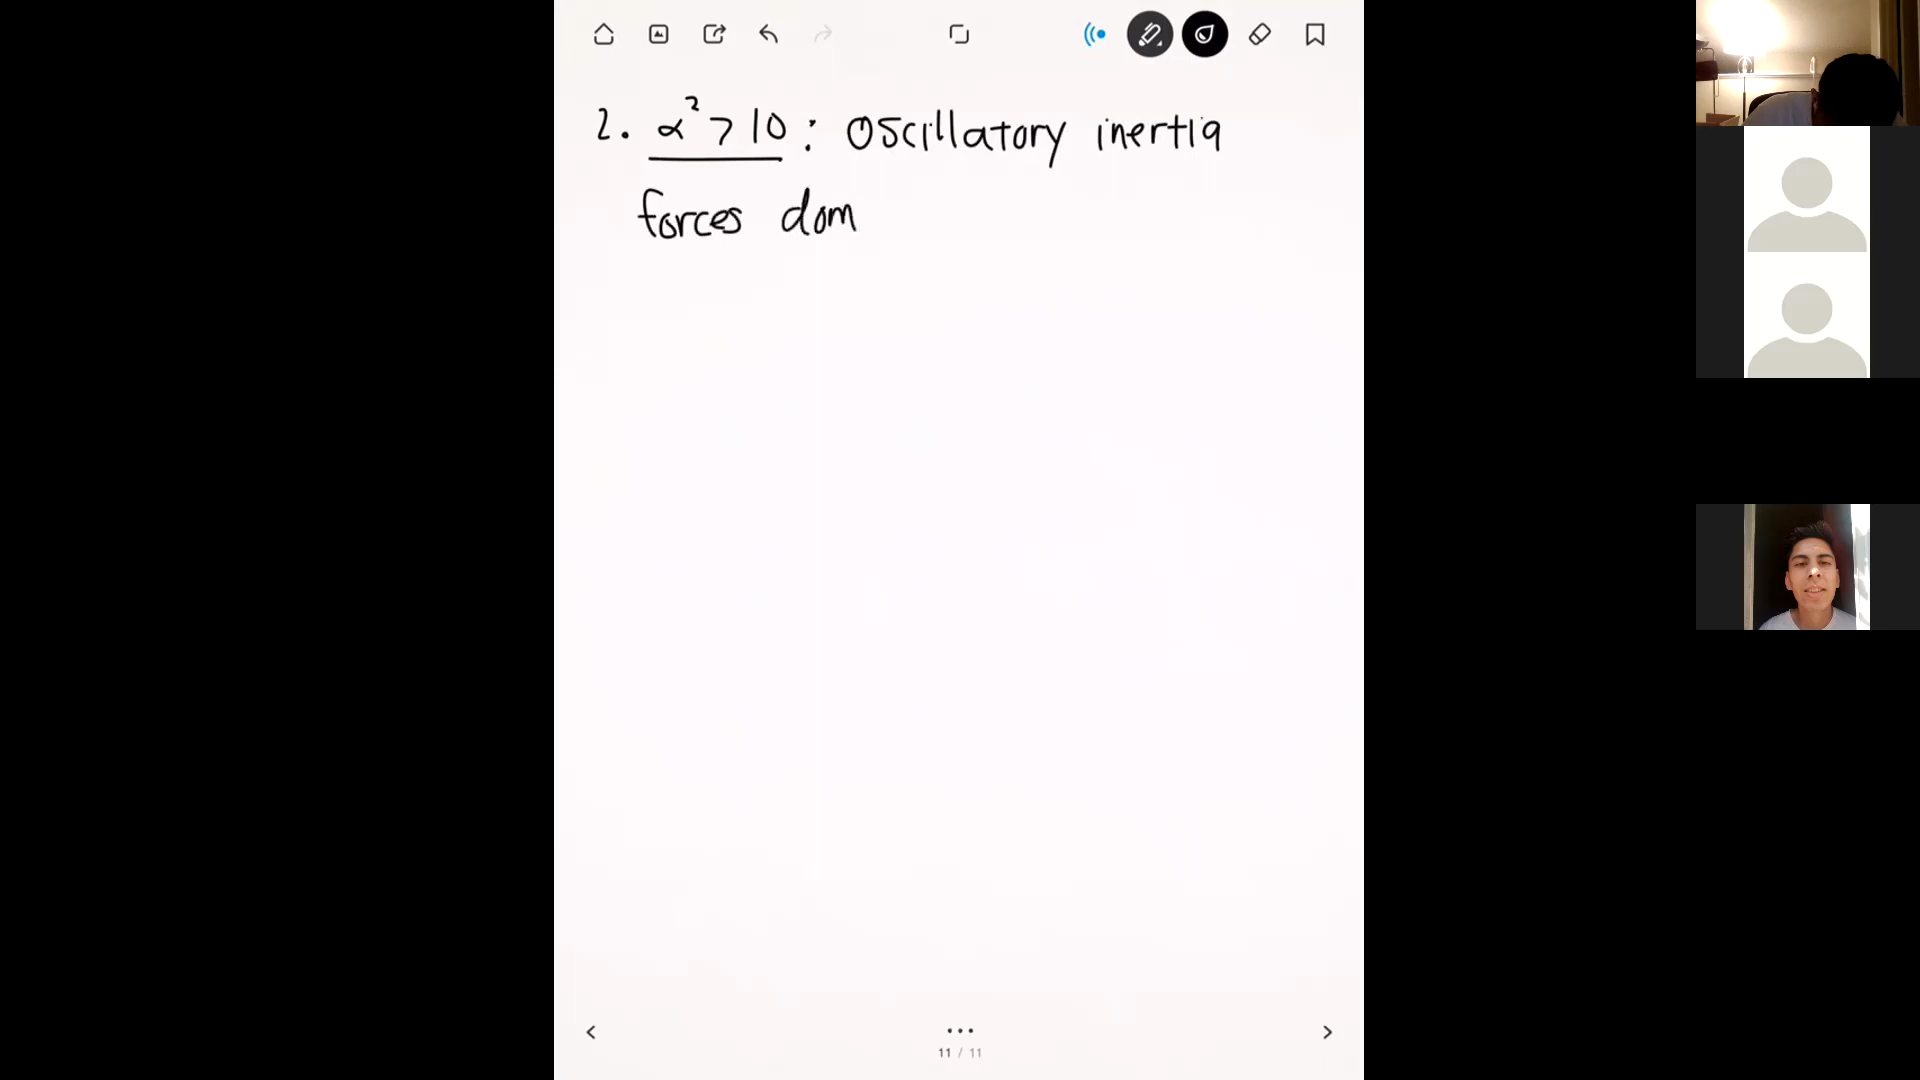 2. α² > 10 : Oscillatory inertia
forces dom
11 / 11